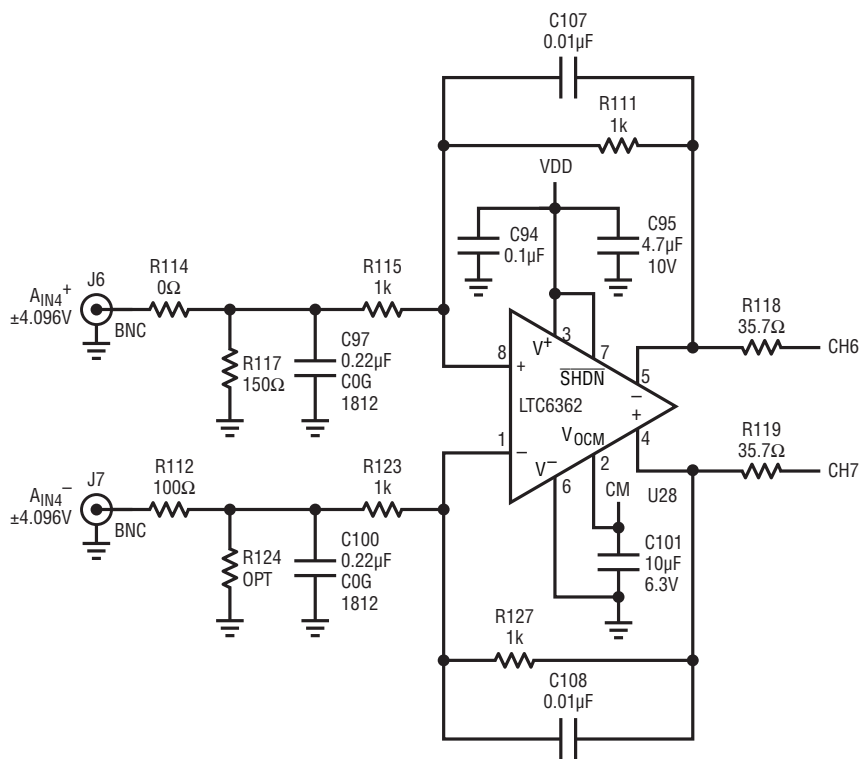 C107
0.01µF
R111
1k
VDD
C94
0.1µF
C95
4.7µF
10V
AIN4+
±4.096V
J6
BNC
R114
0Ω
R115
1k
R117
150Ω
C97
0.22µF
C0G
1812
R118
35.7Ω
CH6
8
+
V+
3
7
SHDN
5
LTC6362
–
+
4
1
–
VOCM
V–
2
6
CM
U28
R119
35.7Ω
CH7
AIN4–
±4.096V
J7
BNC
R112
100Ω
R123
1k
R124
OPT
C100
0.22µF
C0G
1812
C101
10µF
6.3V
R127
1k
C108
0.01µF